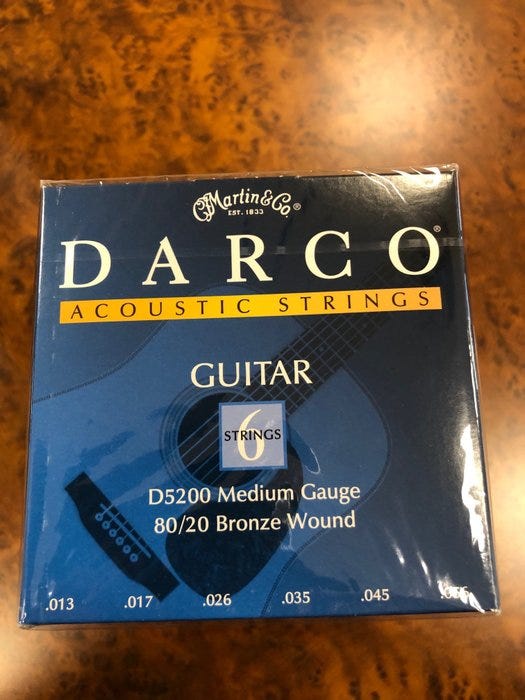 Martin & Co.®
EST. 1833
DARCO®
ACOUSTIC STRINGS
GUITAR
6
STRINGS
D5200 Medium Gauge
80/20 Bronze Wound
.013 .017 .026 .035 .045